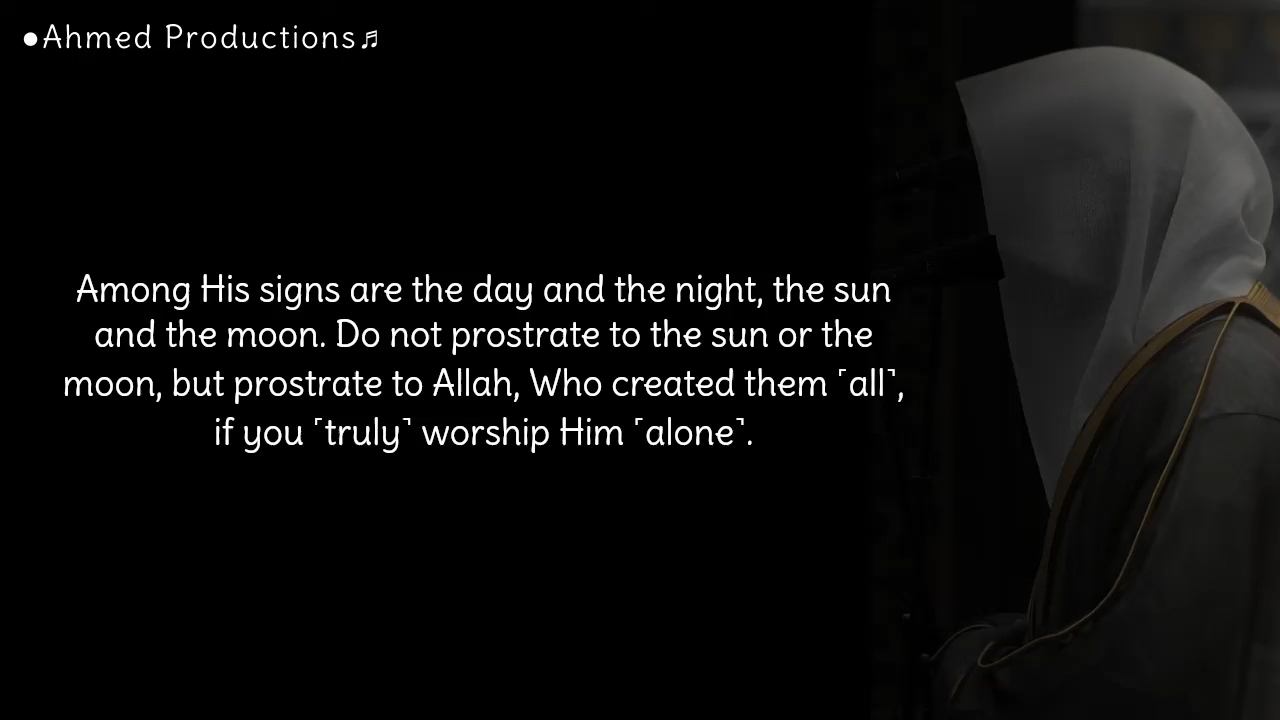 ●Ahmed Productions♬
Among His signs are the day and the night, the sun
and the moon. Do not prostrate to the sun or the
moon, but prostrate to Allah, Who created them ˹all˺,
if you ˹truly˺ worship Him ˹alone˺.